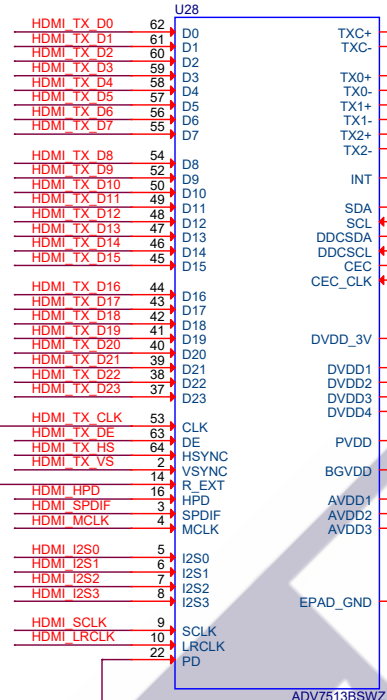 U28
HDMI_TX_D0 62 D0 TXC+
HDMI_TX_D1 61 D1 TXC-
HDMI_TX_D2 60 D2
HDMI_TX_D3 59 D3 TX0+
HDMI_TX_D4 58 D4 TX0-
HDMI_TX_D5 57 D5 TX1+
HDMI_TX_D6 56 D6 TX1-
HDMI_TX_D7 55 D7 TX2+
TX2-
HDMI_TX_D8 54 D8
HDMI_TX_D9 52 D9 INT
HDMI_TX_D10 50 D10
HDMI_TX_D11 49 D11 SDA
HDMI_TX_D12 48 D12 SCL
HDMI_TX_D13 47 D13 DDCSDA
HDMI_TX_D14 46 D14 DDCSCL
HDMI_TX_D15 45 D15 CEC
CEC_CLK
HDMI_TX_D16 44 D16
HDMI_TX_D17 43 D17
HDMI_TX_D18 42 D18
HDMI_TX_D19 41 D19 DVDD_3V
HDMI_TX_D20 40 D20
HDMI_TX_D21 39 D21 DVDD1
HDMI_TX_D22 38 D22 DVDD2
HDMI_TX_D23 37 D23 DVDD3
DVDD4
HDMI_TX_CLK 53 CLK
HDMI_TX_DE 63 DE PVDD
HDMI_TX_HS 64 HSYNC
HDMI_TX_VS 2 VSYNC BGVDD
14 R_EXT
HDMI_HPD 16 HPD AVDD1
HDMI_SPDIF 3 SPDIF AVDD2
HDMI_MCLK 4 MCLK AVDD3
HDMI_I2S0 5 I2S0
HDMI_I2S1 6 I2S1
HDMI_I2S2 7 I2S2
HDMI_I2S3 8 I2S3 EPAD_GND
HDMI_SCLK 9 SCLK
HDMI_LRCLK 10 LRCLK
22 PD
ADV7513BSWZ